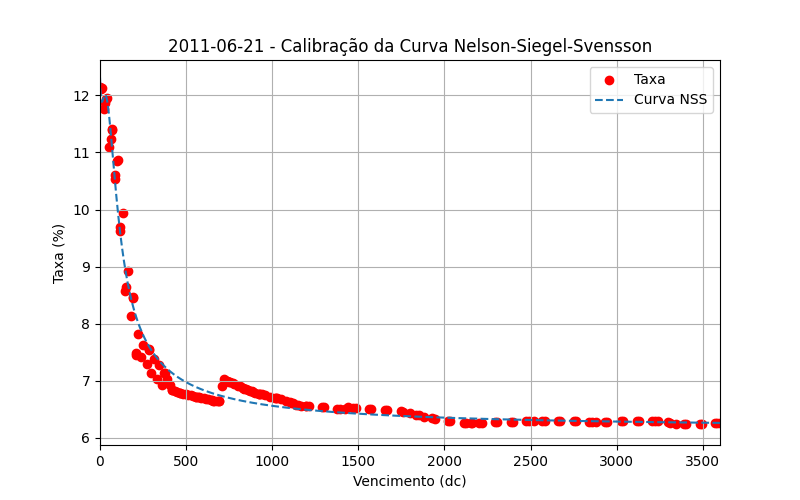 2011-06-21 - Calibração da Curva Nelson-Siegel-Svensson
Taxa
Curva NSS
Taxa (%)
12
11
10
9
8
7
6
0 500 1000 1500 2000 2500 3000 3500
Vencimento (dc)